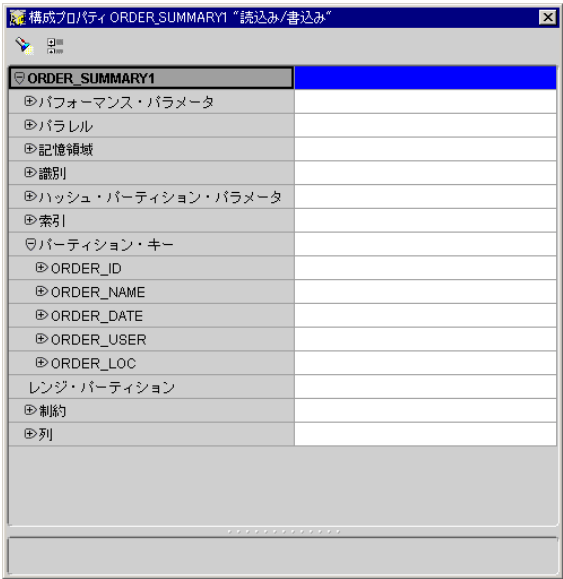 構成プロパティ ORDER_SUMMARY1 "読込み/書込み"
ORDER_SUMMARY1
パフォーマンス・パラメータ
パラレル
記憶領域
識別
ハッシュ・パーティション・パラメータ
索引
パーティション・キー
ORDER_ID
ORDER_NAME
ORDER_DATE
ORDER_USER
ORDER_LOC
レンジ・パーティション
制約
列